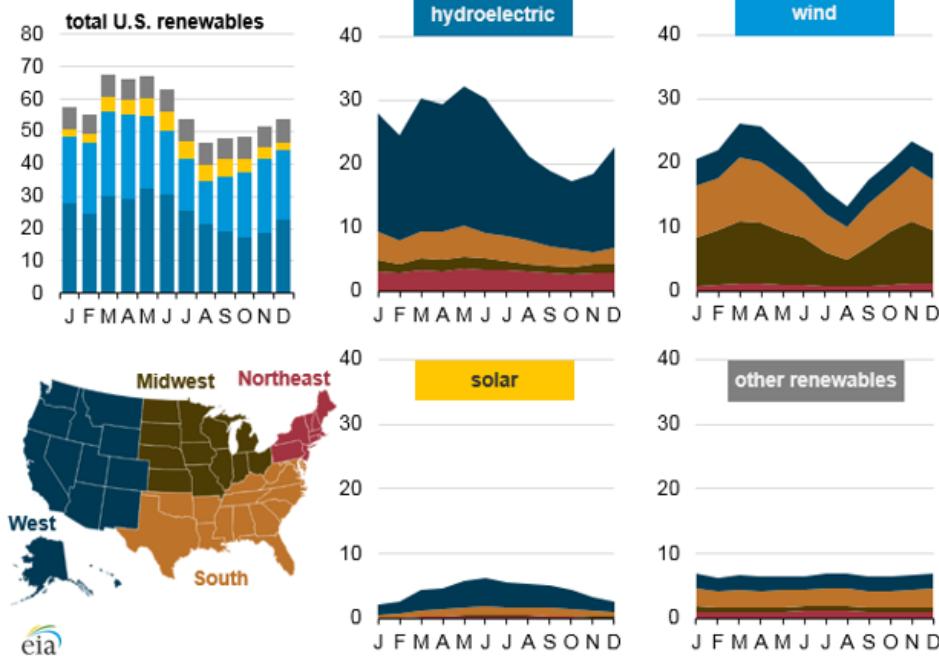 total U.S. renewables
80
70
60
50
40
30
20
10
0
J F M A M J J A S O N D
hydroelectric
40
30
20
10
0
J F M A M J J A S O N D
wind
40
30
20
10
0
J F M A M J J A S O N D
Midwest
Northeast
West
South
eia
solar
40
30
20
10
0
J F M A M J J A S O N D
other renewables
40
30
20
10
0
J F M A M J J A S O N D